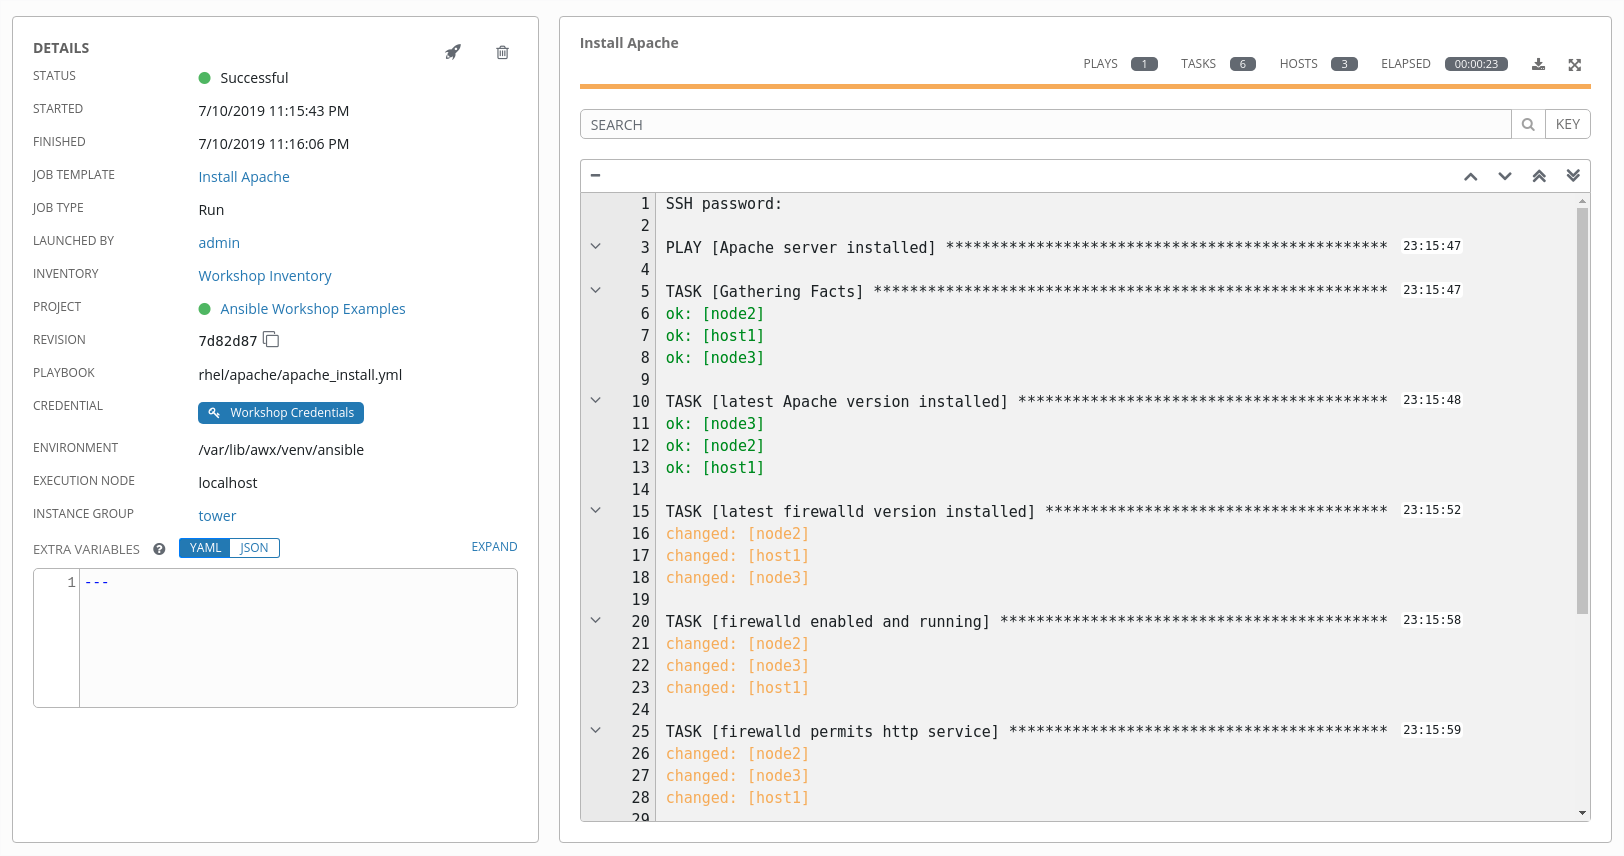 DETAILS
STATUS Successful
STARTED 7/10/2019 11:15:43 PM
FINISHED 7/10/2019 11:16:06 PM
JOB TEMPLATE Install Apache
JOB TYPE Run
LAUNCHED BY admin
INVENTORY Workshop Inventory
PROJECT Ansible Workshop Examples
REVISION 7d82d87
PLAYBOOK rhel/apache/apache_install.yml
CREDENTIAL Workshop Credentials
ENVIRONMENT /var/lib/awx/venv/ansible
EXECUTION NODE localhost
INSTANCE GROUP tower
EXTRA VARIABLES ? YAML JSON EXPAND
1 ---
Install Apache
PLAYS 1 TASKS 6 HOSTS 3 ELAPSED 00:00:23
SEARCH KEY
1 SSH password:
2
3 PLAY [Apache server installed] ************************************************* 23:15:47
4
5 TASK [Gathering Facts] ********************************************************* 23:15:47
6 ok: [node2]
7 ok: [host1]
8 ok: [node3]
9
10 TASK [latest Apache version installed] ***************************************** 23:15:48
11 ok: [node3]
12 ok: [node2]
13 ok: [host1]
14
15 TASK [latest firewalld version installed] ************************************** 23:15:52
16 changed: [node2]
17 changed: [host1]
18 changed: [node3]
19
20 TASK [firewalld enabled and running] ******************************************* 23:15:58
21 changed: [node2]
22 changed: [node3]
23 changed: [host1]
24
25 TASK [firewalld permits http service] ****************************************** 23:15:59
26 changed: [node2]
27 changed: [node3]
28 changed: [host1]
29